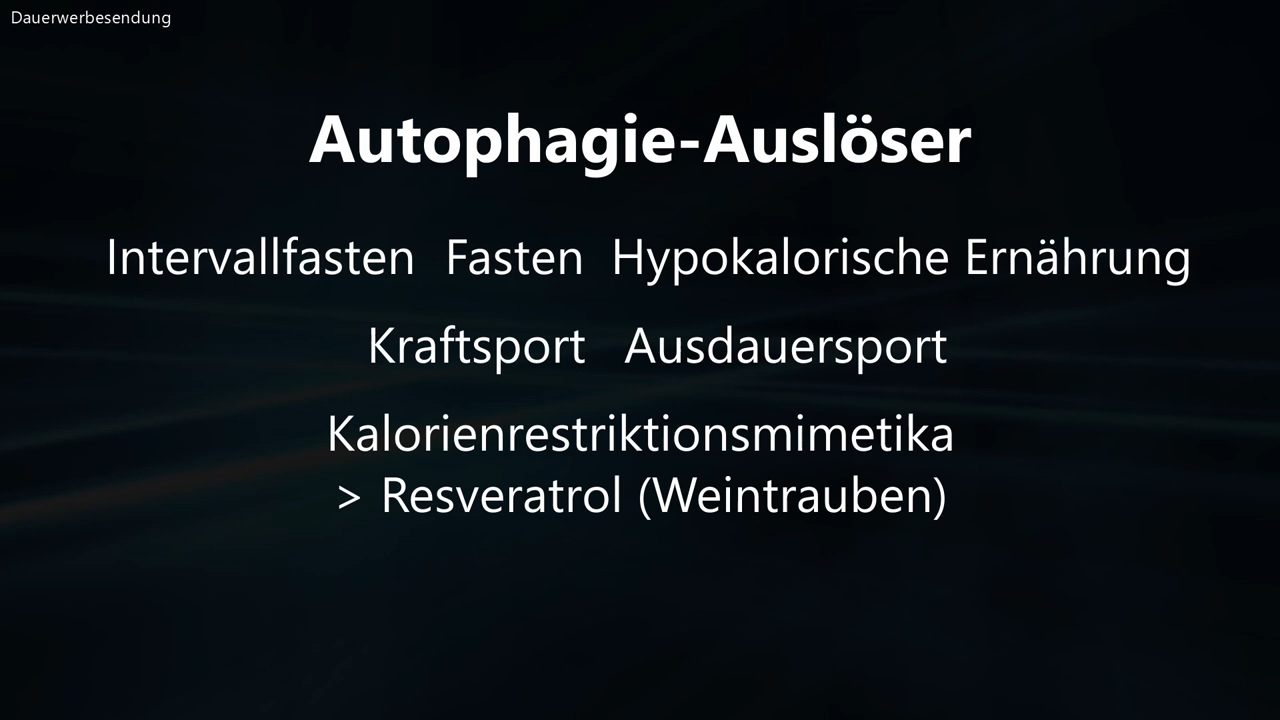 Dauerwerbesendung
Autophagie-Auslöser
Intervallfasten Fasten Hypokalorische Ernährung
Kraftsport Ausdauersport
Kalorienrestriktionsmimetika
> Resveratrol (Weintrauben)